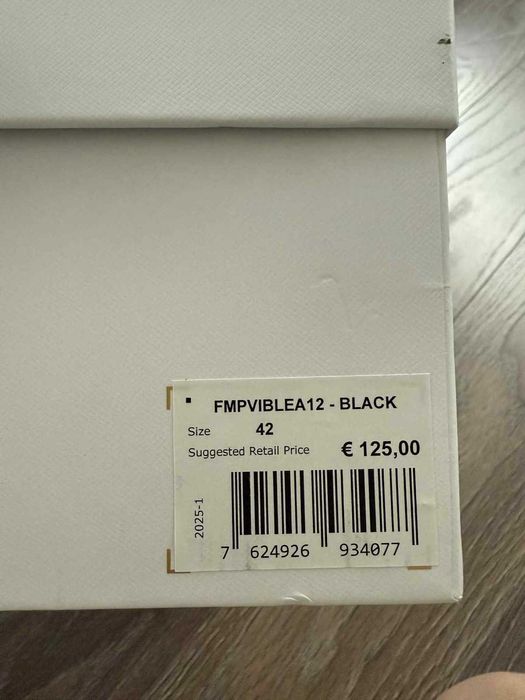 FMPVIBLEA12 - BLACK
Size 42
Suggested Retail Price € 125,00
2025-1
7 624926 934077